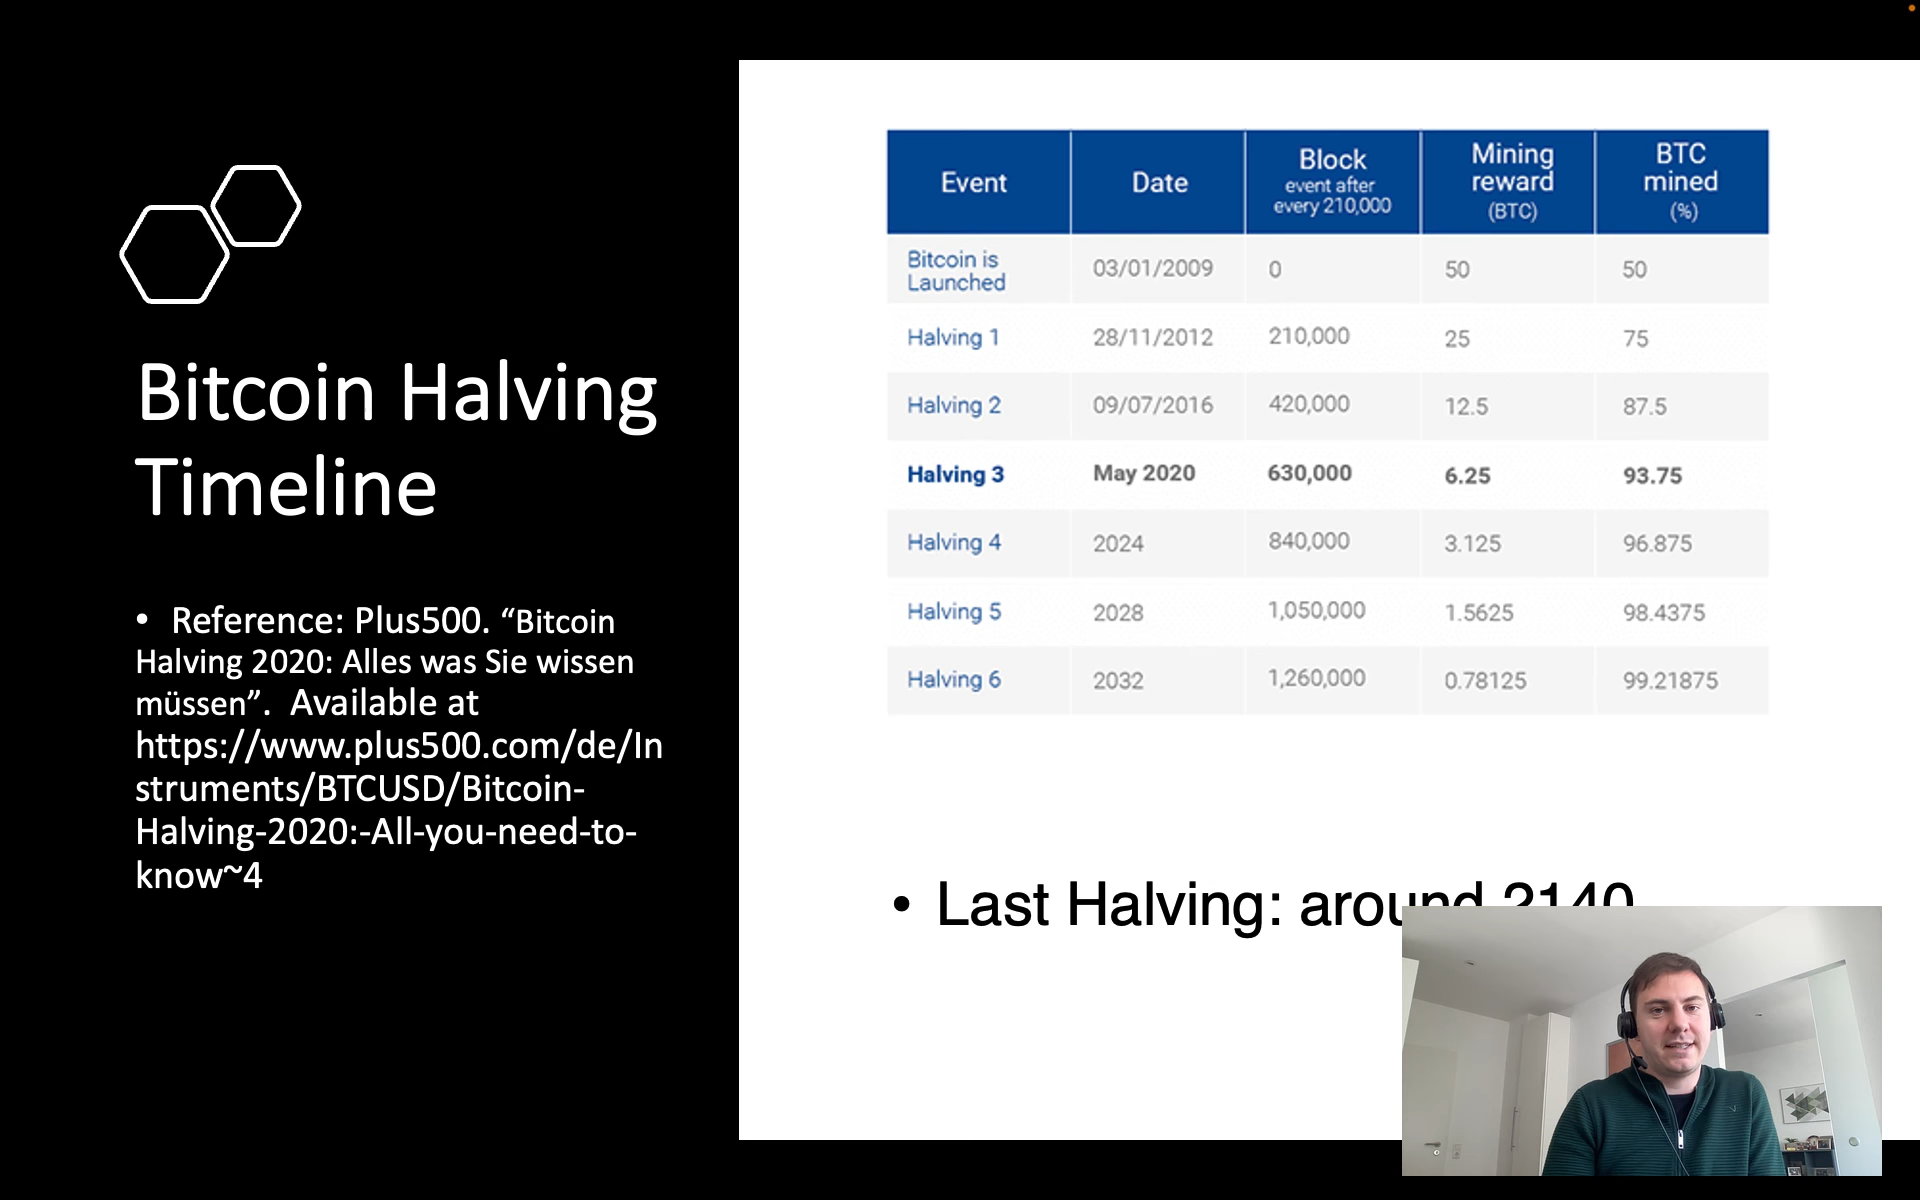 Bitcoin Halving
Timeline
• Reference: Plus500. “Bitcoin
Halving 2020: Alles was Sie wissen
müssen”. Available at
https://www.plus500.com/de/In
struments/BTCUSD/Bitcoin-
Halving-2020:-All-you-need-to-
know~4
Event Date Block event after every 210,000 Mining reward (BTC) BTC mined (%)
Bitcoin is Launched 03/01/2009 0 50 50
Halving 1 28/11/2012 210,000 25 75
Halving 2 09/07/2016 420,000 12.5 87.5
Halving 3 May 2020 630,000 6.25 93.75
Halving 4 2024 840,000 3.125 96.875
Halving 5 2028 1,050,000 1.5625 98.4375
Halving 6 2032 1,260,000 0.78125 99.21875
• Last Halving: around 2140